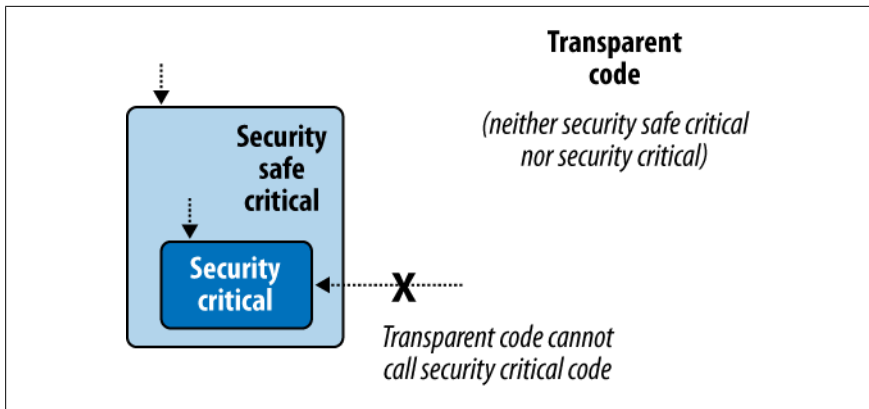 Transparent
code
(neither security safe critical
nor security critical)
Security
safe
critical
Security
critical
X
Transparent code cannot
call security critical code